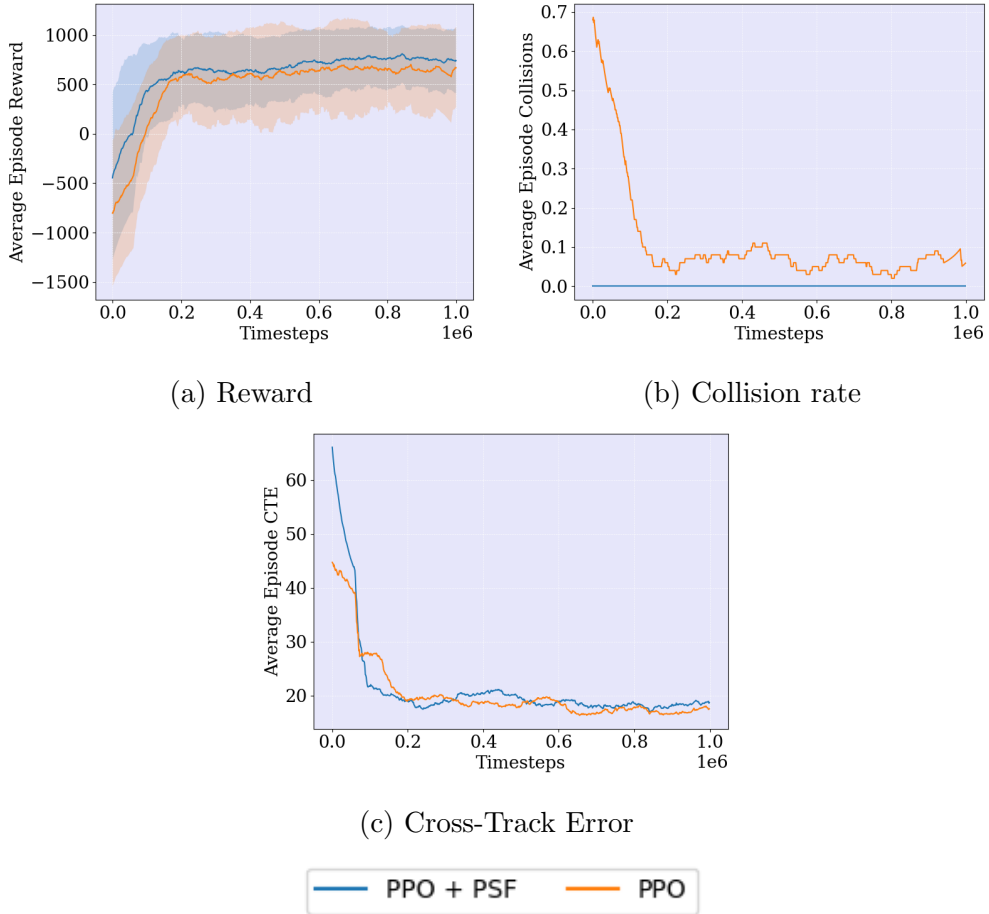 Average Episode Reward
1000
500
0
−500
−1000
−1500
0.0 0.2 0.4 0.6 0.8 1.0
1e6
Timesteps
(a) Reward
Average Episode Collisions
0.7
0.6
0.5
0.4
0.3
0.2
0.1
0.0
0.0 0.2 0.4 0.6 0.8 1.0
1e6
Timesteps
(b) Collision rate
Average Episode CTE
60
50
40
30
20
0.0 0.2 0.4 0.6 0.8 1.0
1e6
Timesteps
(c) Cross-Track Error
PPO + PSF PPO